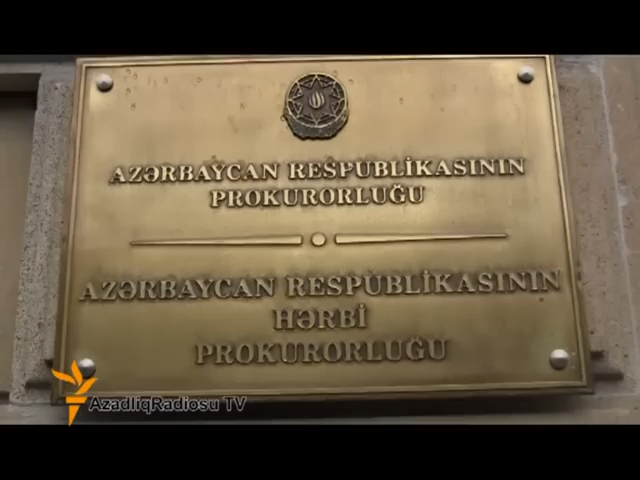 AZƏRBAYCAN RESPUBLİKASININ
PROKURORLUĞU
AZƏRBAYCAN RESPUBLİKASININ
HƏRBİ
PROKURORLUĞU
AzadliqRadiosu TV